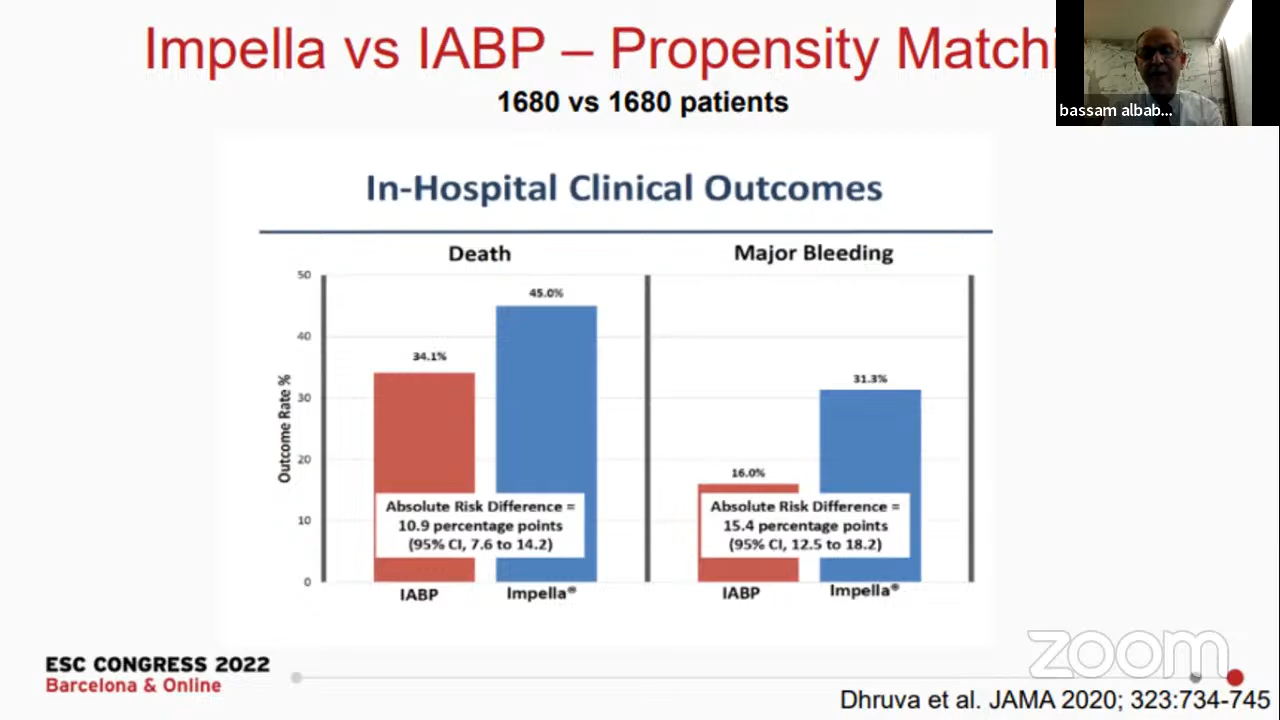 Impella vs IABP – Propensity Matchi
1680 vs 1680 patients
bassam albab...
In-Hospital Clinical Outcomes
Death
Major Bleeding
Outcome Rate %
50
40
30
20
10
0
34.1%
45.0%
16.0%
31.3%
Absolute Risk Difference =
10.9 percentage points
(95% CI, 7.6 to 14.2)
Absolute Risk Difference =
15.4 percentage points
(95% CI, 12.5 to 18.2)
IABP
Impella®
IABP
Impella®
ESC CONGRESS 2022
Barcelona & Online
zoom
Dhruva et al. JAMA 2020; 323:734-745